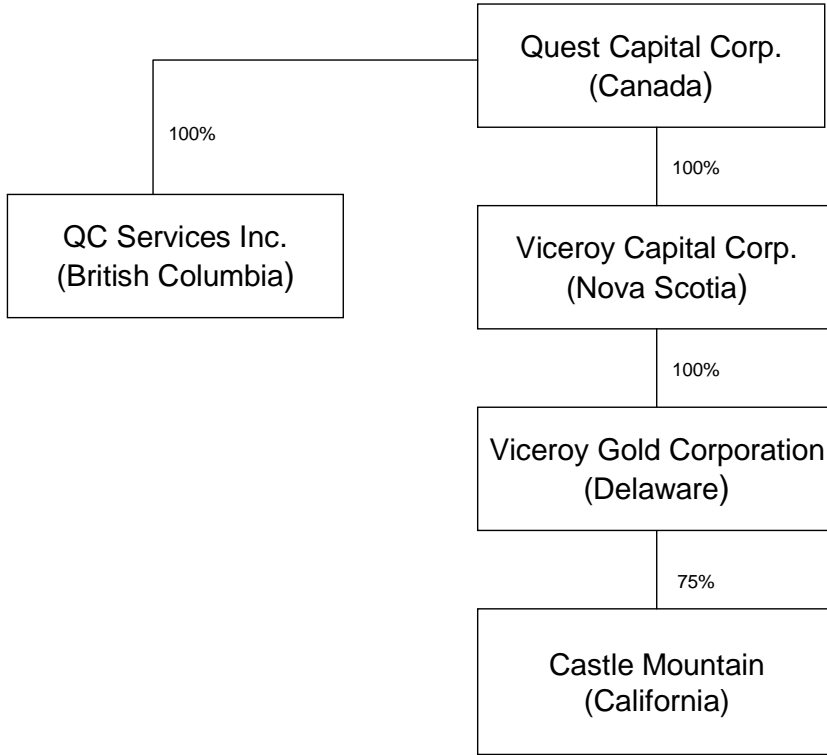 Quest Capital Corp.
(Canada)
100%
100%
QC Services Inc.
(British Columbia)
Viceroy Capital Corp.
(Nova Scotia)
100%
Viceroy Gold Corporation
(Delaware)
75%
Castle Mountain
(California)